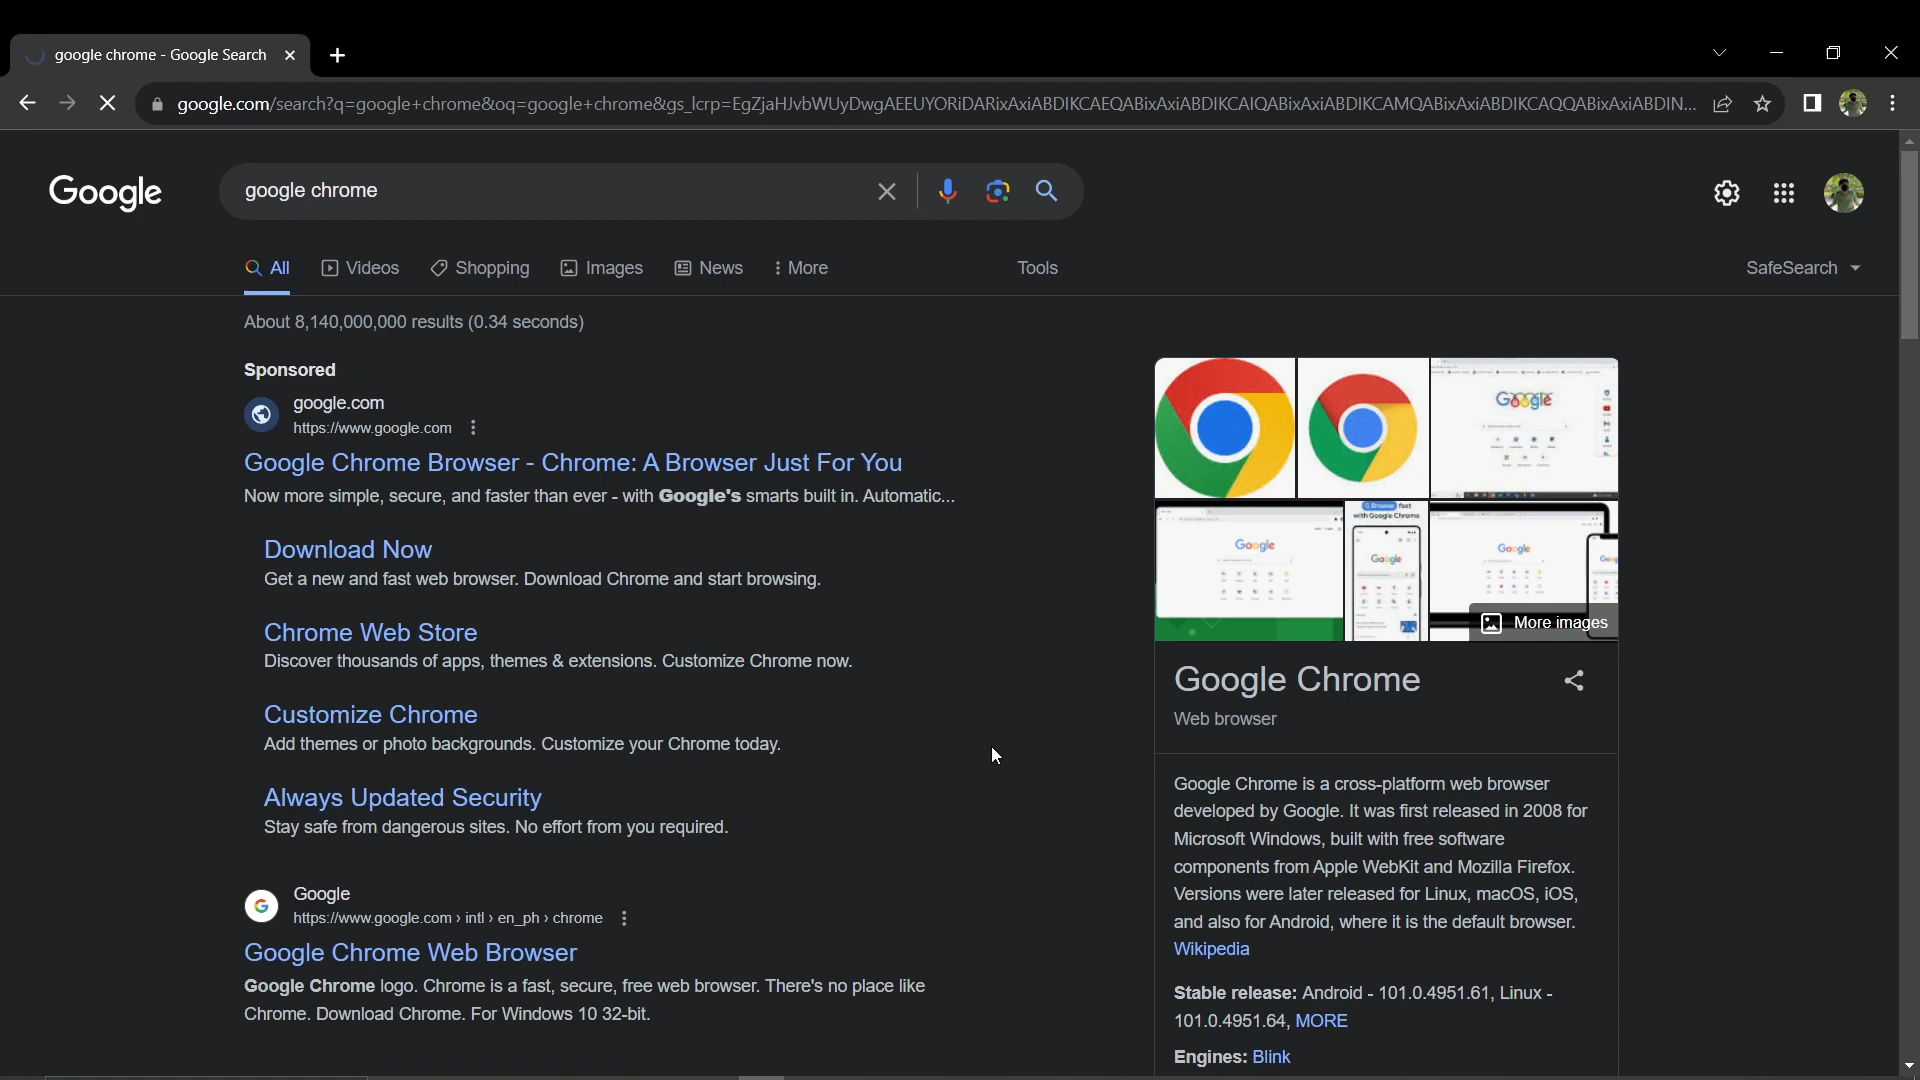 google chrome - Google Search
google.com/search?q=google+chrome&oq=google+chrome&gs_lcrp=EgZjaHJvbWUyDwgAEEUYORiDARixAxiABDIKCAEQABixAxiABDIKCAIQABixAxiABDIKCAMQABixAxiABDIKCAQQABixAxiABDIN...
Google
google chrome
All
Videos
Shopping
Images
News
More
Tools
SafeSearch
About 8,140,000,000 results (0.34 seconds)
Sponsored
google.com
https://www.google.com
Google Chrome Browser - Chrome: A Browser Just For You
Now more simple, secure, and faster than ever - with Google's smarts built in. Automatic...
Download Now
Get a new and fast web browser. Download Chrome and start browsing.
Chrome Web Store
Discover thousands of apps, themes & extensions. Customize Chrome now.
Customize Chrome
Add themes or photo backgrounds. Customize your Chrome today.
Always Updated Security
Stay safe from dangerous sites. No effort from you required.
Google
https://www.google.com › intl › en_ph › chrome
Google Chrome Web Browser
Google Chrome logo. Chrome is a fast, secure, free web browser. There's no place like
Chrome. Download Chrome. For Windows 10 32-bit.
Google
Google
Browse fast
with Google Chrome
Google
Google
More images
Google Chrome
Web browser
Google Chrome is a cross-platform web browser
developed by Google. It was first released in 2008 for
Microsoft Windows, built with free software
components from Apple WebKit and Mozilla Firefox.
Versions were later released for Linux, macOS, iOS,
and also for Android, where it is the default browser.
Wikipedia
Stable release: Android - 101.0.4951.61, Linux -
101.0.4951.64, MORE
Engines: Blink